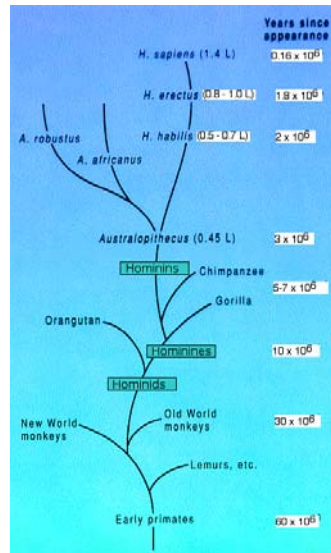 Years since
appearance
H. sapiens (1.4 L)
0.16 x 10⁶
H. erectus (0.8 - 1.0 L)
1.8 x 10⁶
A. robustus
H. habilis (0.5 - 0.7 L)
2 x 10⁶
A. africanus
Australopithecus (0.45 L)
3 x 10⁶
Hominins
Chimpanzee
5-7 x 10⁶
Gorilla
Orangutan
Hominines
10 x 10⁶
Hominids
New World
monkeys
Old World
monkeys
30 x 10⁶
Lemurs, etc.
Early primates
60 x 10⁶